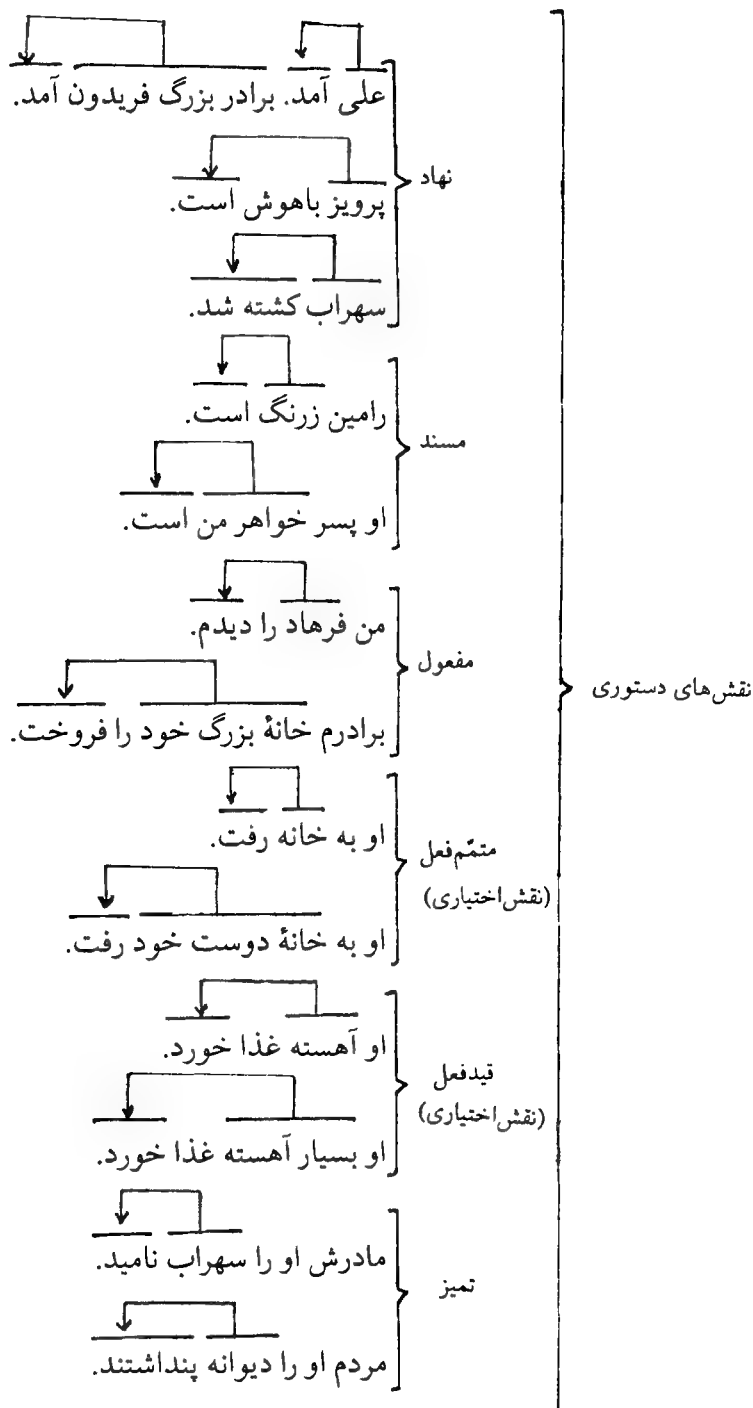 نقش‌های دستوری
نهاد
علی آمد. برادر بزرگ فریدون آمد.
پرویز باهوش است.
سهراب کشته شد.
مسند
رامین زرنگ است.
او پسر خواهر من است.
مفعول
من فرهاد را دیدم.
برادرم خانهٔ بزرگ خود را فروخت.
متمّم فعل
(نقش اختیاری)
او به خانه رفت.
او به خانهٔ دوست خود رفت.
قید فعل
(نقش اختیاری)
او آهسته غذا خورد.
او بسیار آهسته غذا خورد.
تمیز
مادرش او را سهراب نامید.
مردم او را دیوانه پنداشتند.